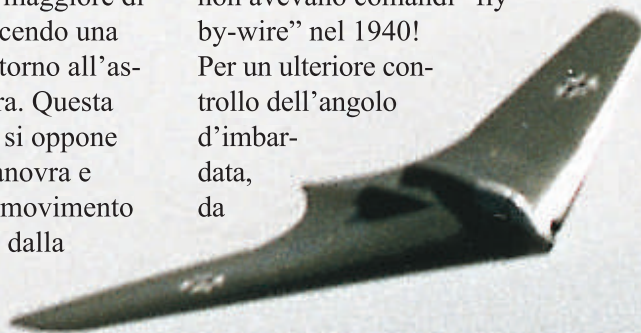 maggiore di
cendo una
torno all'as-
ra. Questa
si oppone
anovra e
movimento
dalla
non avevano comandi "fly
by-wire" nel 1940!
Per un ulteriore con-
trollo dell'angolo
d'imbar-
data,
da